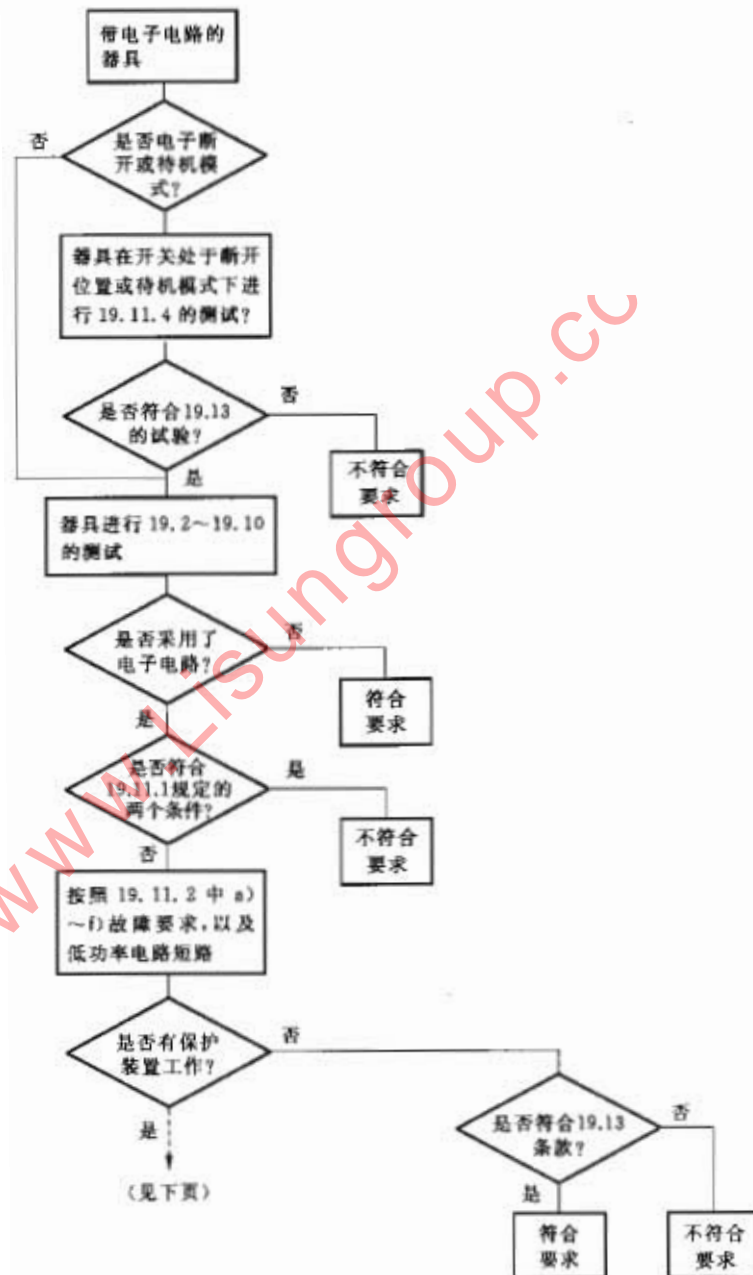 带电子电路的
器具
否
是否电子断
开或待机模
式?
器具在开关处于断开
位置或待机模式下进
行 19.11.4 的测试?
是否符合19.13
的试验?
否
不符合
要求
是
器具进行 19.2～19.10
的测试
是否采用了
电子电路?
否
符合
要求
是
是否符合
19.11.1规定的
两个条件?
是
不符合
要求
否
按照 19.11.2 中 a)
～f)故障要求,以及
低功率电路短路
是否有保护
装置工作?
否
是
(见下页)
是否符合19.13
条款?
否
是
符合
要求
不符合
要求
www.Lisungroup.co